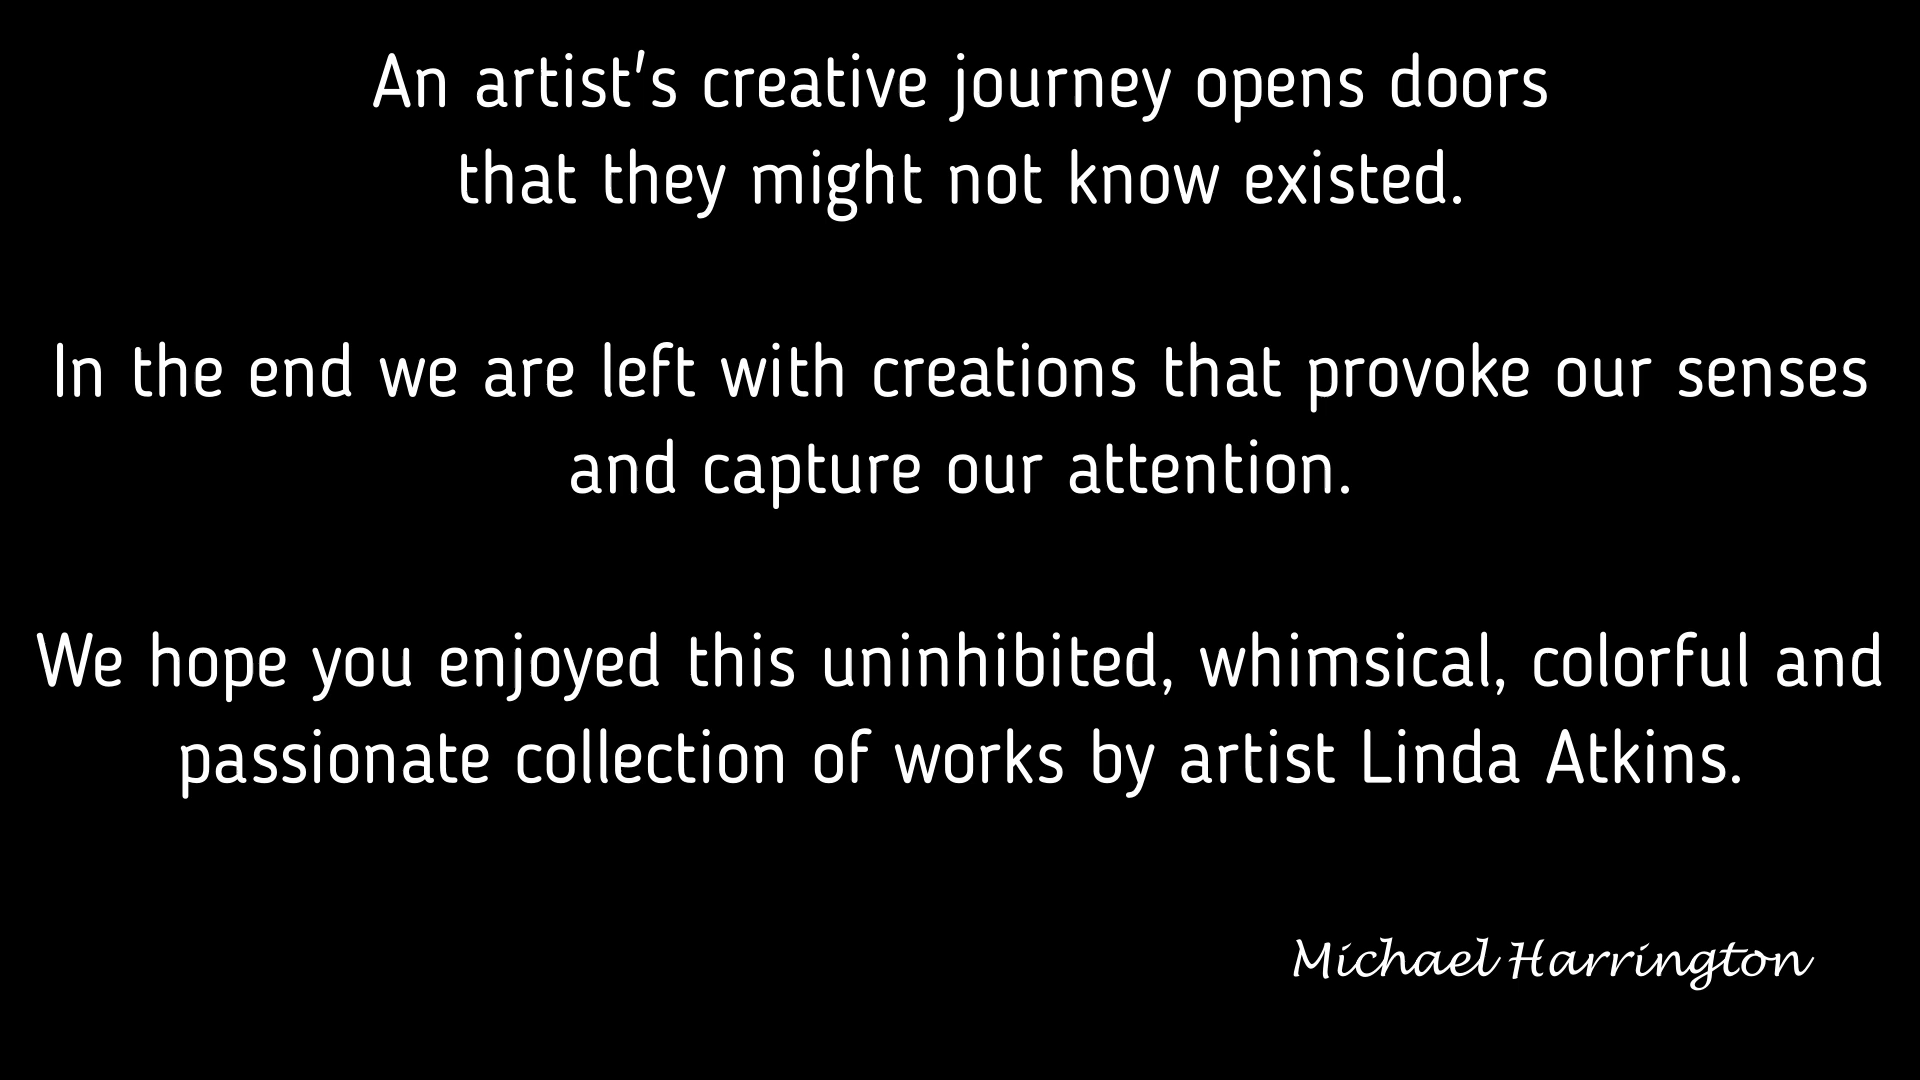 An artist's creative journey opens doors
that they might not know existed.
In the end we are left with creations that provoke our senses
and capture our attention.
We hope you enjoyed this uninhibited, whimsical, colorful and
passionate collection of works by artist Linda Atkins.
Michael Harrington